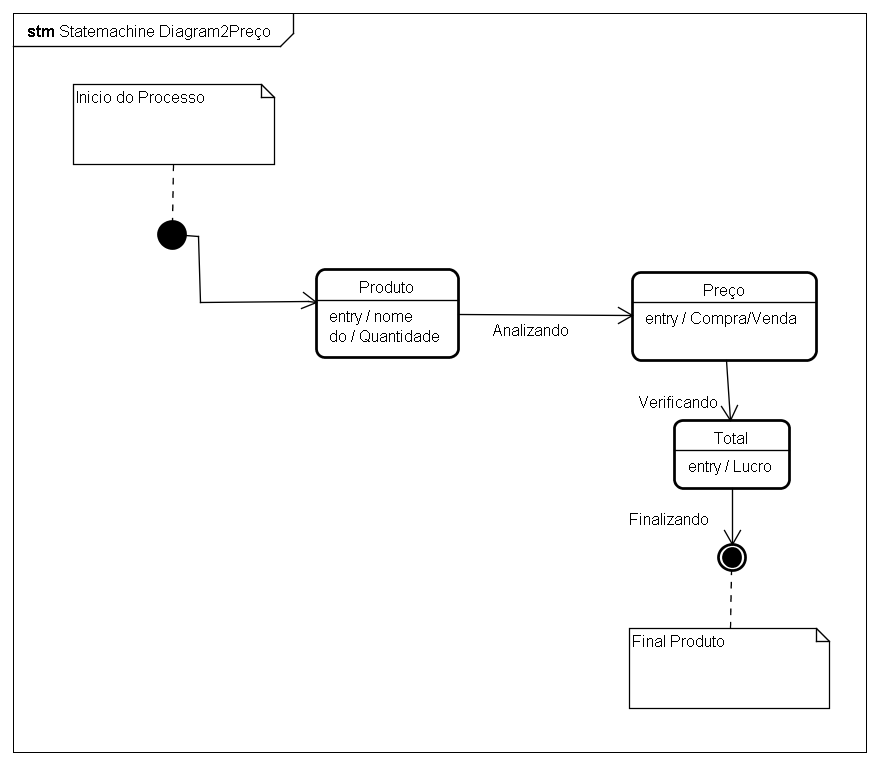 stm Statemachine Diagram2Preço
Inicio do Processo
Produto
entry / nome
do / Quantidade
Analizando
Preço
entry / Compra/Venda
Verificando
Total
entry / Lucro
Finalizando
Final Produto